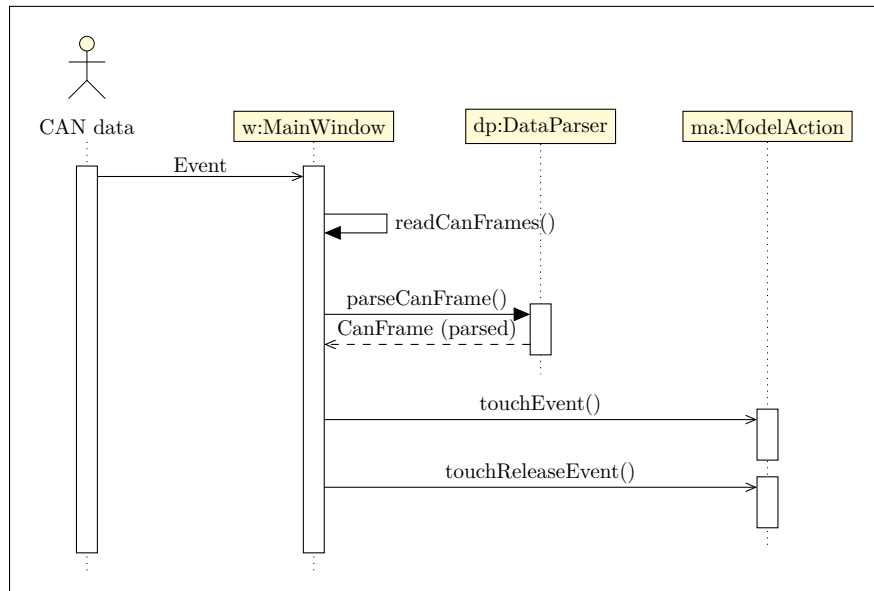 CAN data
w:MainWindow
dp:DataParser
ma:ModelAction
Event
readCanFrames()
parseCanFrame()
CanFrame (parsed)
touchEvent()
touchReleaseEvent()